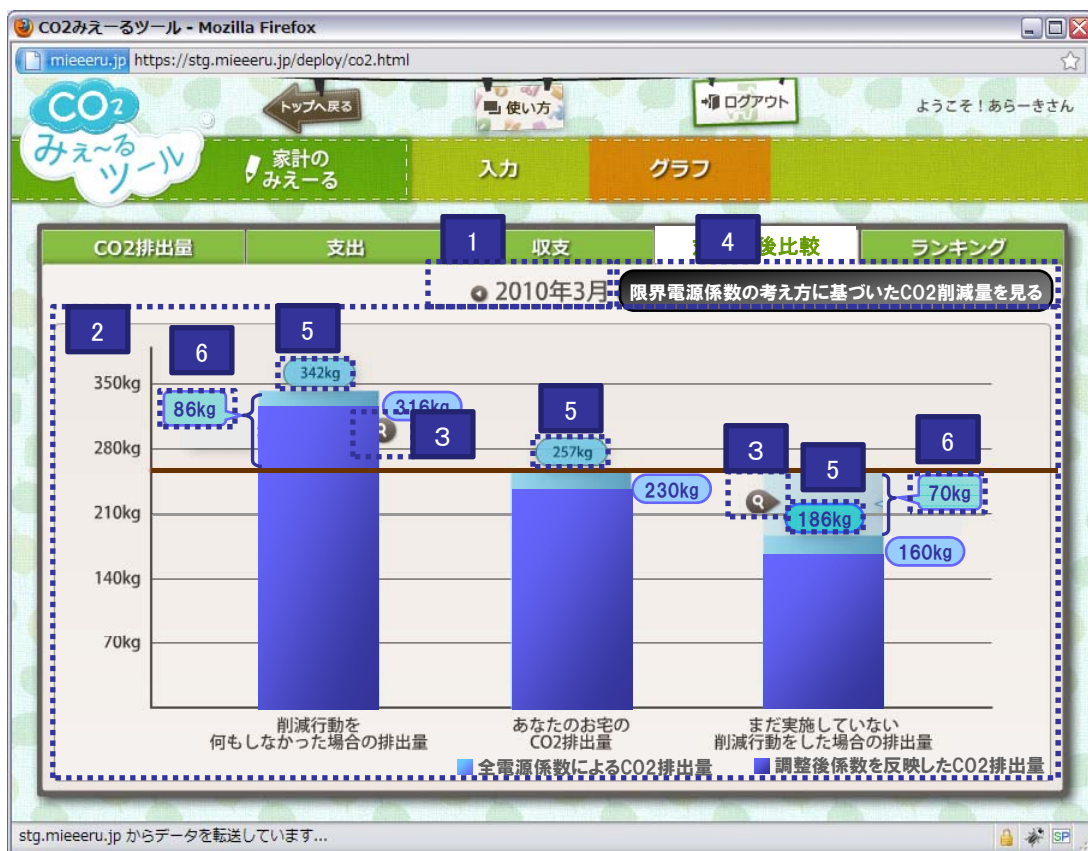 CO2みえーるツール - Mozilla Firefox
mieeeru.jp https://stg.mieeeru.jp/deploy/co2.html
CO2
みえ～る
ツール
トップへ戻る
使い方
ログアウト
ようこそ！あらーきさん
家計の
みえーる
入力
グラフ
CO2排出量
支出
1
収支
4
後比較
ランキング
2010年3月
限界電源係数の考え方に基づいたCO2削減量を見る
2
6
5
342kg
350kg
86kg
316kg
3
280kg
5
257kg
230kg
3
5
6
186kg
70kg
160kg
210kg
140kg
70kg
削減行動を
何もしなかった場合の排出量
あなたのお宅の
CO2排出量
まだ実施していない
削減行動をした場合の排出量
全電源係数によるCO2排出量
調整後係数を反映したCO2排出量
stg.mieeeru.jp からデータを転送しています...
SP